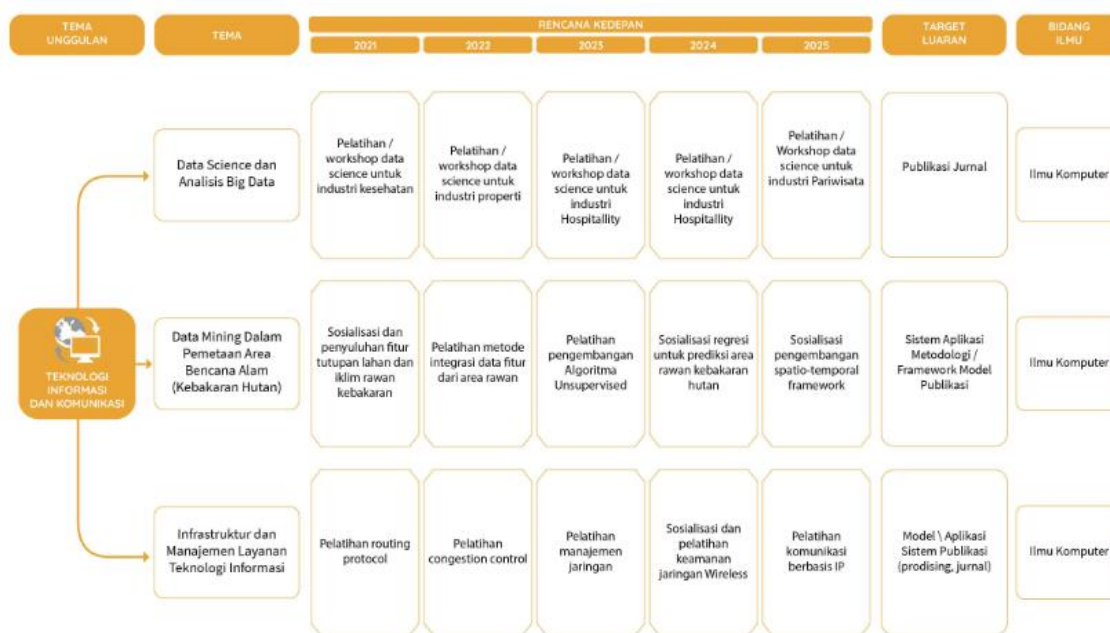 TEMA
UNGGULAN
TEMA
RENCANA KEDEPAN
2021
2022
2023
2024
2025
TARGET
LUARAN
BIDANG
ILMU
TEKNOLOGI
INFORMASI
DAN KOMUNIKASI
Data Science dan
Analisis Big Data
Pelatihan /
workshop data
science untuk
industri kesehatan
Pelatihan /
workshop data
science untuk
industri properti
Pelatihan /
workshop data
science untuk
industri
Hospitallity
Pelatihan /
workshop data
science untuk
industri
Hospitallity
Pelatihan /
Workshop data
science untuk
industri Pariwisata
Publikasi Jurnal
Ilmu Komputer
Data Mining Dalam
Pemetaan Area
Bencana Alam
(Kebakaran Hutan)
Sosialisasi dan
penyuluhan fitur
tutupan lahan dan
iklim rawan
kebakaran
Pelatihan metode
integrasi data fitur
dari area rawan
Pelatihan
pengembangan
Algoritma
Unsupervised
Sosialisasi regresi
untuk prediksi area
rawan kebakaran
hutan
Sosialisasi
pengembangan
spatio-temporal
framework
Sistem Aplikasi
Metodologi /
Framework Model
Publikasi
Ilmu Komputer
Infrastruktur dan
Manajemen Layanan
Teknologi Informasi
Pelatihan routing
protocol
Pelatihan
congestion control
Pelatihan
manajemen
jaringan
Sosialisasi dan
pelatihan
keamanan
jaringan Wireless
Pelatihan
komunikasi
berbasis IP
Model \ Aplikasi
Sistem Publikasi
(prodising, jurnal)
Ilmu Komputer